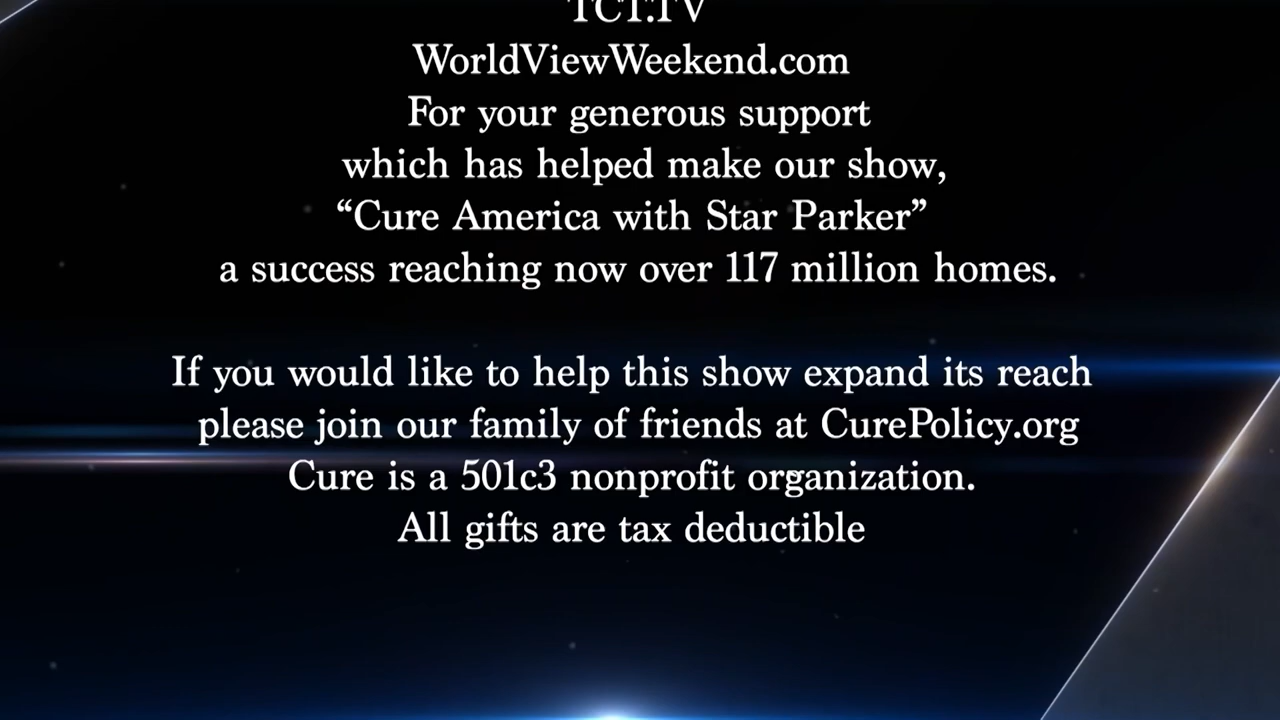 TCT.TV
WorldViewWeekend.com
For your generous support
which has helped make our show,
“Cure America with Star Parker”
a success reaching now over 117 million homes.
If you would like to help this show expand its reach
please join our family of friends at CurePolicy.org
Cure is a 501c3 nonprofit organization.
All gifts are tax deductible